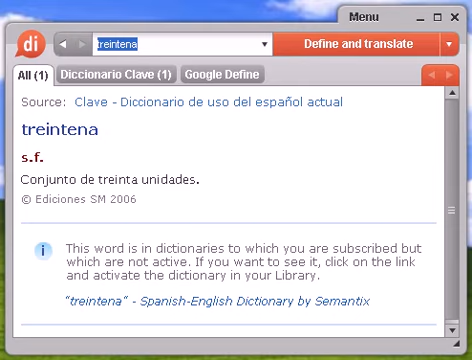 Menu
di
treintena
Define and translate
All (1)
Diccionario Clave (1)
Google Define
Source: Clave - Diccionario de uso del español actual
treintena
s.f.
Conjunto de treinta unidades.
© Ediciones SM 2006
i
This word is in dictionaries to which you are subscribed but
which are not active. If you want to see it, click on the link
and activate the dictionary in your Library.
"treintena" - Spanish-English Dictionary by Semantix